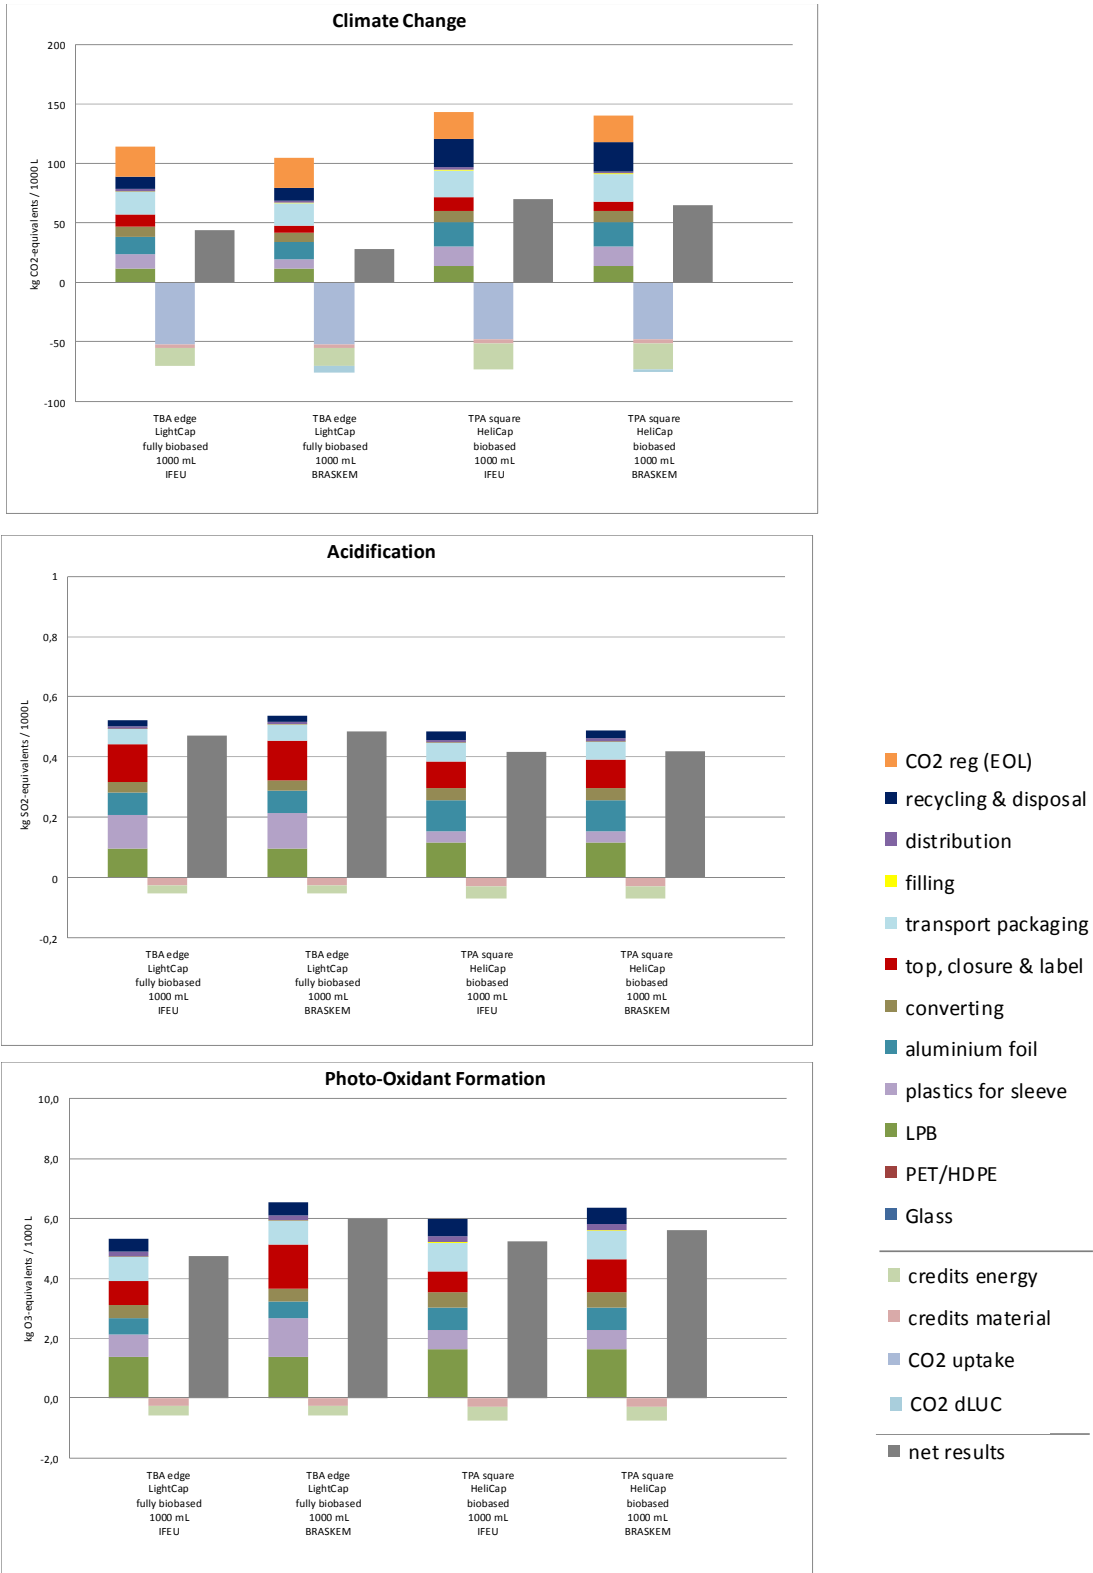 Climate Change
200
150
100
50
0
-50
-100
kg CO2-equivalents / 1000 L
TBA edge
LightCap
fully biobased
1000 mL
IFEU
TBA edge
LightCap
fully biobased
1000 mL
BRASKEM
TPA square
HeliCap
biobased
1000 mL
IFEU
TPA square
HeliCap
biobased
1000 mL
BRASKEM
Acidification
1
0,8
0,6
0,4
0,2
0
-0,2
kg SO2-equivalents / 1000L
TBA edge
LightCap
fully biobased
1000 mL
IFEU
TBA edge
LightCap
fully biobased
1000 mL
BRASKEM
TPA square
HeliCap
biobased
1000 mL
IFEU
TPA square
HeliCap
biobased
1000 mL
BRASKEM
Photo-Oxidant Formation
10,0
8,0
6,0
4,0
2,0
0,0
-2,0
kg O3-equivalents / 1000 L
TBA edge
LightCap
fully biobased
1000 mL
IFEU
TBA edge
LightCap
fully biobased
1000 mL
BRASKEM
TPA square
HeliCap
biobased
1000 mL
IFEU
TPA square
HeliCap
biobased
1000 mL
BRASKEM
CO2 reg (EOL)
recycling & disposal
distribution
filling
transport packaging
top, closure & label
converting
aluminium foil
plastics for sleeve
LPB
PET/HDPE
Glass
credits energy
credits material
CO2 uptake
CO2 dLUC
net results